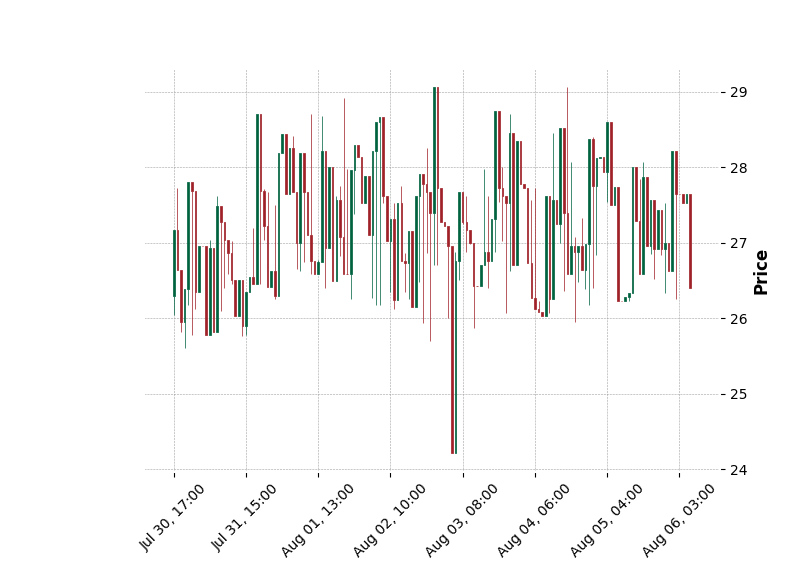 29
28
27
26
25
24
Price
Jul 30, 17:00
Jul 31, 15:00
Aug 01, 13:00
Aug 02, 10:00
Aug 03, 08:00
Aug 04, 06:00
Aug 05, 04:00
Aug 06, 03:00